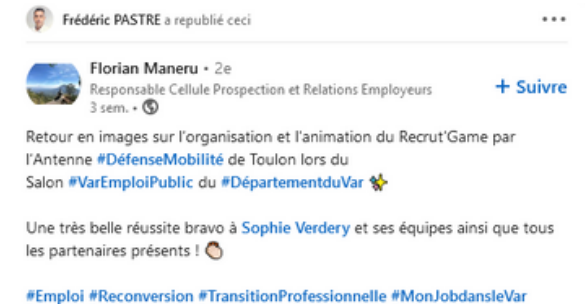 Frédéric PASTRE a republié ceci
Florian Maneru • 2e
Responsable Cellule Prospection et Relations Employeurs
+ Suivre
3 sem. •
Retour en images sur l'organisation et l'animation du Recrut'Game par
l'Antenne #DéfenseMobilité de Toulon lors du
Salon #VarEmploiPublic du #DépartementduVar
Une très belle réussite bravo à Sophie Verdery et ses équipes ainsi que tous
les partenaires présents !
#Emploi #Reconversion #TransitionProfessionnelle #MonJobdansleVar